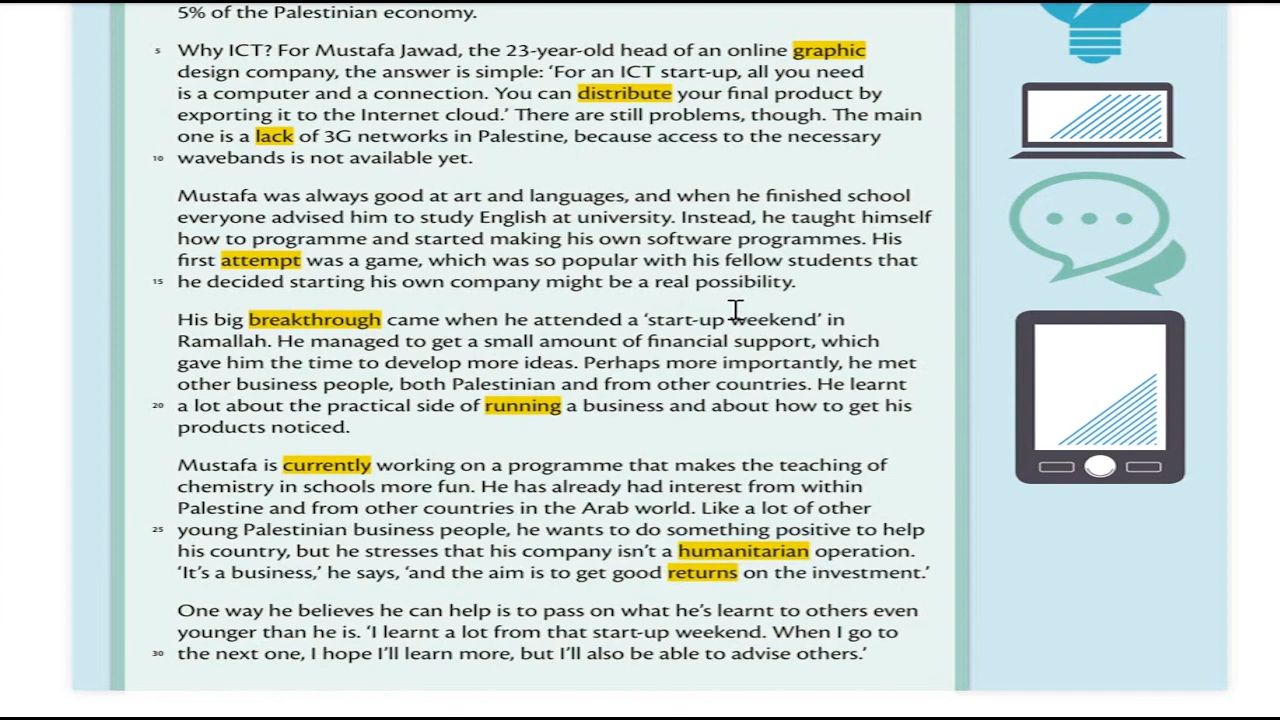 5% of the Palestinian economy.
5 Why ICT? For Mustafa Jawad, the 23-year-old head of an online graphic
design company, the answer is simple: ‘For an ICT start-up, all you need
is a computer and a connection. You can distribute your final product by
exporting it to the Internet cloud.’ There are still problems, though. The main
one is a lack of 3G networks in Palestine, because access to the necessary
10 wavebands is not available yet.
Mustafa was always good at art and languages, and when he finished school
everyone advised him to study English at university. Instead, he taught himself
how to programme and started making his own software programmes. His
first attempt was a game, which was so popular with his fellow students that
15 he decided starting his own company might be a real possibility.
His big breakthrough came when he attended a ‘start-up weekend’ in
Ramallah. He managed to get a small amount of financial support, which
gave him the time to develop more ideas. Perhaps more importantly, he met
other business people, both Palestinian and from other countries. He learnt
20 a lot about the practical side of running a business and about how to get his
products noticed.
Mustafa is currently working on a programme that makes the teaching of
chemistry in schools more fun. He has already had interest from within
Palestine and from other countries in the Arab world. Like a lot of other
25 young Palestinian business people, he wants to do something positive to help
his country, but he stresses that his company isn’t a humanitarian operation.
‘It’s a business,’ he says, ‘and the aim is to get good returns on the investment.’
One way he believes he can help is to pass on what he’s learnt to others even
younger than he is. ‘I learnt a lot from that start-up weekend. When I go to
30 the next one, I hope I’ll learn more, but I’ll also be able to advise others.’